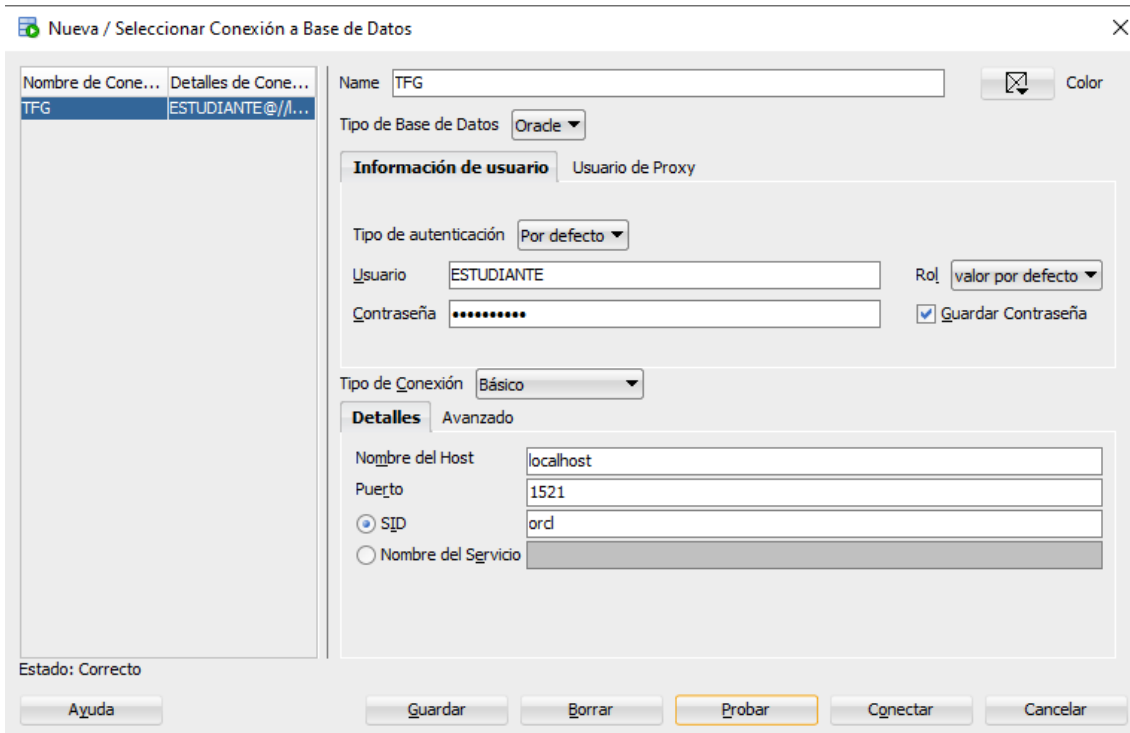 Nueva / Seleccionar Conexión a Base de Datos
Nombre de Cone... Detalles de Cone...
TFG ESTUDIANTE@//l...
Name TFG Color
Tipo de Base de Datos Oracle
Información de usuario Usuario de Proxy
Tipo de autenticación Por defecto
Usuario ESTUDIANTE Rol valor por defecto
Contraseña •••••••••• Guardar Contraseña
Tipo de Conexión Básico
Detalles Avanzado
Nombre del Host localhost
Puerto 1521
SID orcl
Nombre del Servicio
Estado: Correcto
Ayuda Guardar Borrar Probar Conectar Cancelar